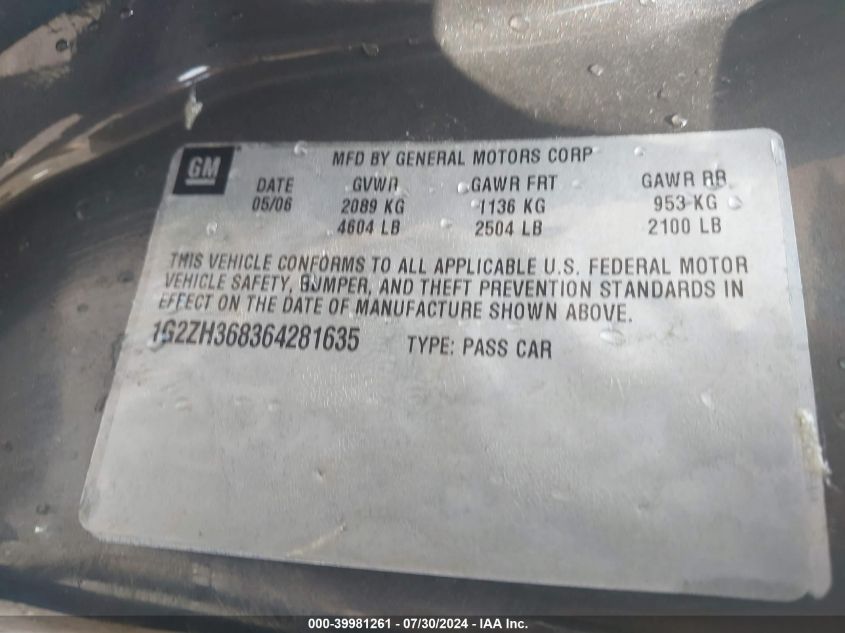 GM
MFD BY GENERAL MOTORS CORP
DATE GVWR GAWR FRT GAWR RR
05/06 2089 KG 1136 KG 953 KG
4604 LB 2504 LB 2100 LB
THIS VEHICLE CONFORMS TO ALL APPLICABLE U.S. FEDERAL MOTOR
VEHICLE SAFETY, BUMPER, AND THEFT PREVENTION STANDARDS IN
EFFECT ON THE DATE OF MANUFACTURE SHOWN ABOVE.
1G2ZH368364281635 TYPE: PASS CAR
000-39981261 - 07/30/2024 - IAA Inc.